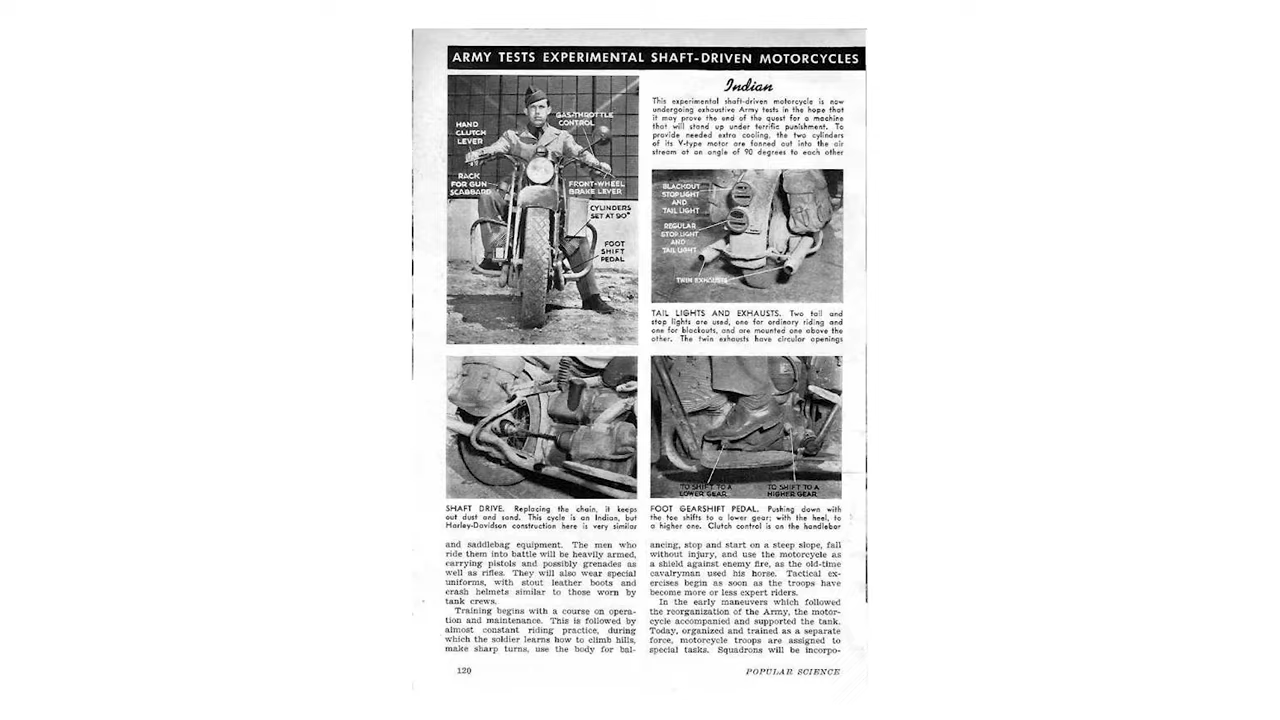 ARMY TESTS EXPERIMENTAL SHAFT-DRIVEN MOTORCYCLES
HAND
CLUTCH
LEVER
GAS-THROTTLE
CONTROL
RACK
FOR GUN
SCABBARD
FRONT-WHEEL
BRAKE LEVER
CYLINDERS
SET AT 90°
FOOT
SHIFT
PEDAL
Indian
This experimental shaft-driven motorcycle is now
undergoing exhaustive Army tests in the hope that
it may prove the end of the quest for a machine
that will stand up under terrific punishment. To
provide needed extra cooling, the two cylinders
of its V-type motor are fanned out into the air
stream at an angle of 90 degrees to each other
BLACKOUT
STOPLIGHT
AND
TAIL LIGHT
REGULAR
STOPLIGHT
AND
TAIL LIGHT
TWIN EXHAUSTS
TAIL LIGHTS AND EXHAUSTS. Two tail and
stop lights are used, one for ordinary riding and
one for blackouts, and are mounted one above the
other. The twin exhausts have circular openings
SHAFT DRIVE. Replacing the chain, it keeps
out dust and sand. This cycle is an Indian, but
Harley-Davidson construction here is very similar
TO SHIFT TO A
LOWER GEAR
TO SHIFT TO A
HIGHER GEAR
FOOT GEARSHIFT PEDAL. Pushing down with
the toe shifts to a lower gear; with the heel, to
a higher one. Clutch control is on the handlebar
and saddlebag equipment. The men who
ride them into battle will be heavily armed,
carrying pistols and possibly grenades as
well as rifles. They will also wear special
uniforms, with stout leather boots and
crash helmets similar to those worn by
tank crews.
Training begins with a course on opera-
tion and maintenance. This is followed by
almost constant riding practice, during
which the soldier learns how to climb hills,
make sharp turns, use the body for bal-
ancing, stop and start on a steep slope, fall
without injury, and use the motorcycle as
a shield against enemy fire, as the old-time
cavalryman used his horse. Tactical ex-
ercises begin as soon as the troops have
become more or less expert riders.
In the early maneuvers which followed
the reorganization of the Army, the motor-
cycle accompanied and supported the tank.
Today, organized and trained as a separate
force, motorcycle troops are assigned to
special tasks. Squadrons will be incorpo-
120
POPULAR SCIENCE